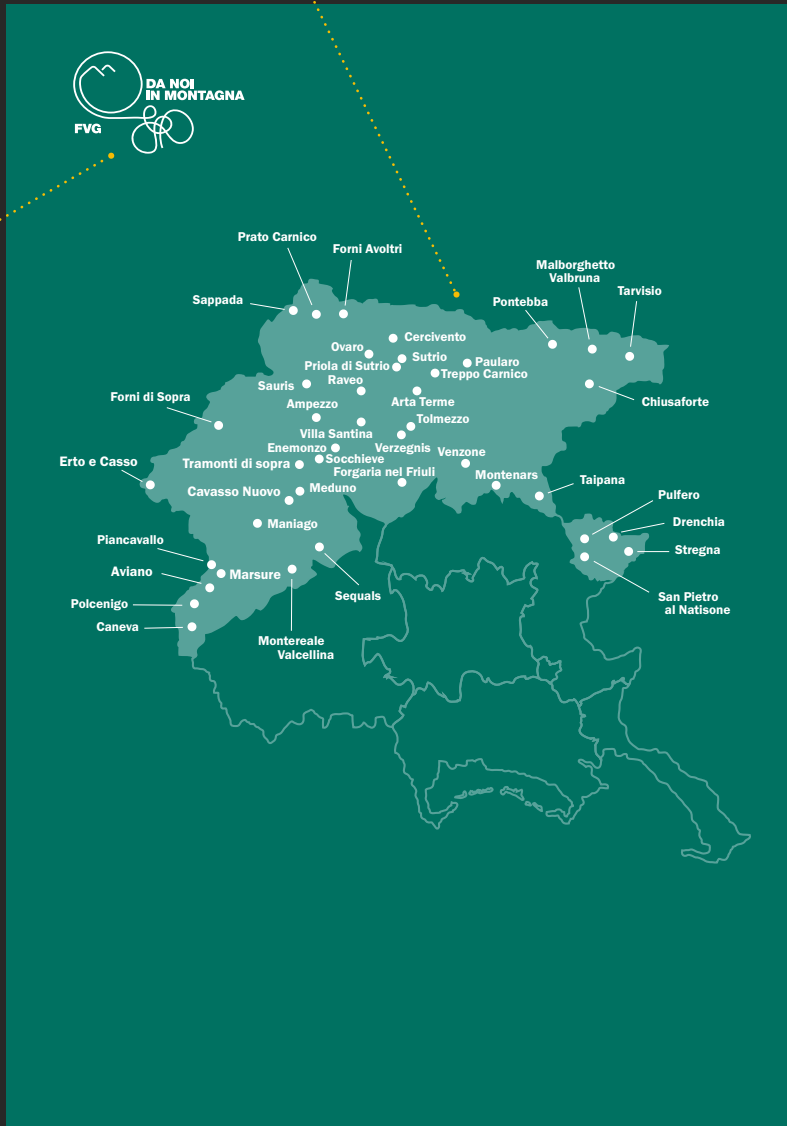 DA NOI
IN MONTAGNA
FVG
Prato Carnico
Forni Avoltri
Malborghetto
Valbruna
Tarvisio
Sappada
Pontebba
Cercivento
Ovaro
Sutrio
Priola di Sutrio
Paularo
Treppo Carnico
Raveo
Sauris
Forni di Sopra
Ampezzo
Arta Terme
Chiusaforte
Tolmezzo
Villa Santina
Enemonzo
Verzegnis
Venzone
Erto e Casso
Tramonti di sopra
Socchieve
Forgaria nel Friuli
Montenars
Taipana
Cavasso Nuovo
Meduno
Pulfero
Maniago
Drenchia
Piancavallo
Stregna
Aviano
Marsure
Sequals
Polcenigo
San Pietro
al Natisone
Caneva
Montereale
Valcellina